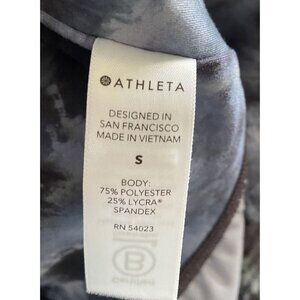 ATHLETA
DESIGNED IN
SAN FRANCISCO
MADE IN VIETNAM
S
BODY:
75% POLYESTER
25% LYCRA®
SPANDEX
RN 54023
B